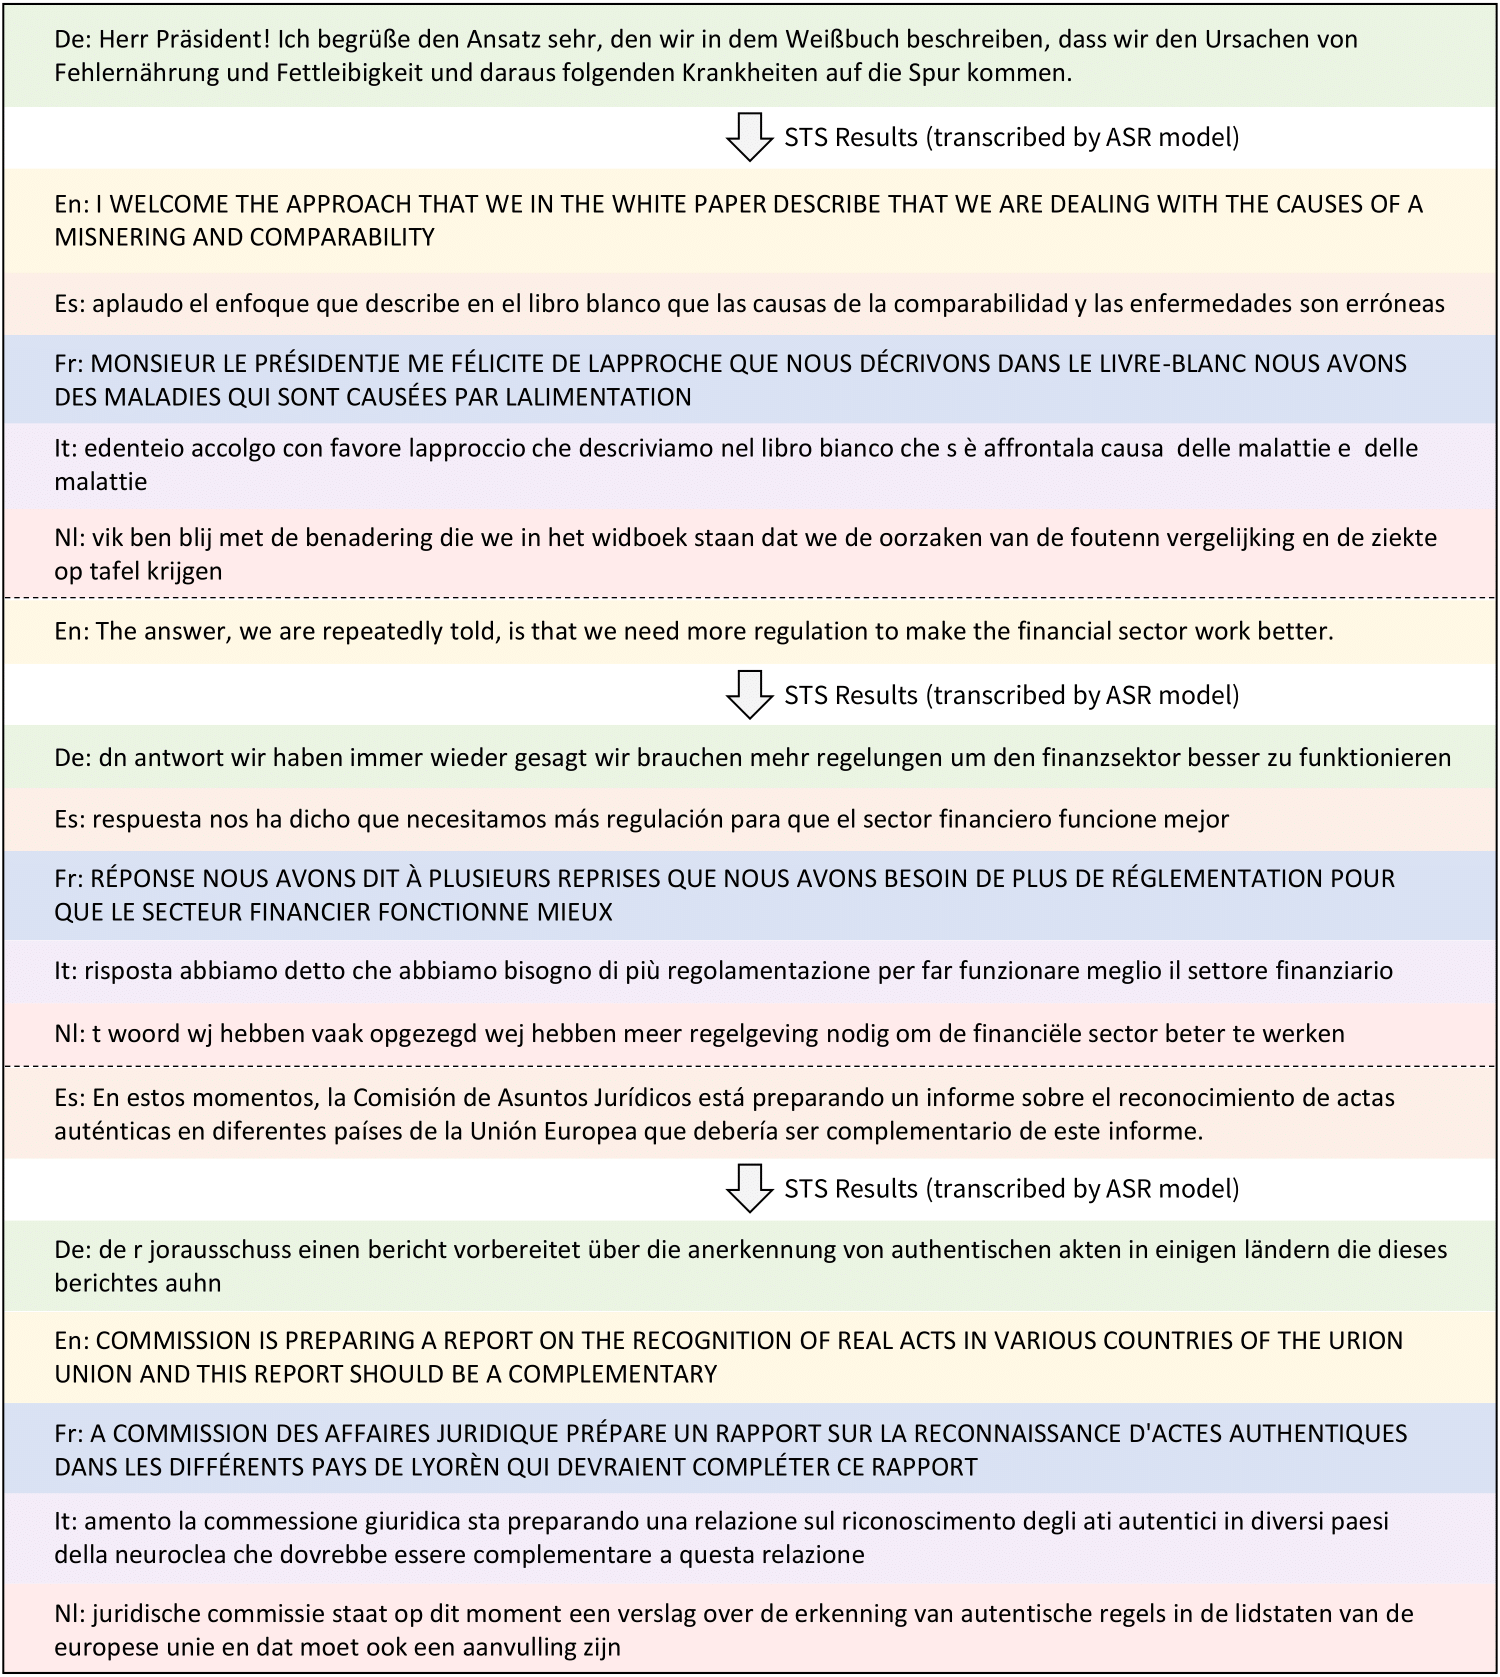 De: Herr Präsident! Ich begrüße den Ansatz sehr, den wir in dem Weißbuch beschreiben, dass wir den Ursachen von
Fehlernährung und Fettleibigkeit und daraus folgenden Krankheiten auf die Spur kommen.
STS Results (transcribed by ASR model)
En: I WELCOME THE APPROACH THAT WE IN THE WHITE PAPER DESCRIBE THAT WE ARE DEALING WITH THE CAUSES OF A
MISNERING AND COMPARABILITY
Es: aplaudo el enfoque que describe en el libro blanco que las causas de la comparabilidad y las enfermedades son erróneas
Fr: MONSIEUR LE PRÉSIDENTJE ME FÉLICITE DE LAPPROCHE QUE NOUS DÉCRIVONS DANS LE LIVRE-BLANC NOUS AVONS
DES MALADIES QUI SONT CAUSÉES PAR LALIMENTATION
It: edenteio accolgo con favore lapproccio che descriviamo nel libro bianco che s è affrontala causa  delle malattie e  delle
malattie
Nl: vik ben blij met de benadering die we in het widboek staan dat we de oorzaken van de foutenn vergelijking en de ziekte
op tafel krijgen
En: The answer, we are repeatedly told, is that we need more regulation to make the financial sector work better.
STS Results (transcribed by ASR model)
De: dn antwort wir haben immer wieder gesagt wir brauchen mehr regelungen um den finanzsektor besser zu funktionieren
Es: respuesta nos ha dicho que necesitamos más regulación para que el sector financiero funcione mejor
Fr: RÉPONSE NOUS AVONS DIT À PLUSIEURS REPRISES QUE NOUS AVONS BESOIN DE PLUS DE RÉGLEMENTATION POUR
QUE LE SECTEUR FINANCIER FONCTIONNE MIEUX
It: risposta abbiamo detto che abbiamo bisogno di più regolamentazione per far funzionare meglio il settore finanziario
Nl: t woord wj hebben vaak opgezegd wej hebben meer regelgeving nodig om de financiële sector beter te werken
Es: En estos momentos, la Comisión de Asuntos Jurídicos está preparando un informe sobre el reconocimiento de actas
auténticas en diferentes países de la Unión Europea que debería ser complementario de este informe.
STS Results (transcribed by ASR model)
De: de r jorausschuss einen bericht vorbereitet über die anerkennung von authentischen akten in einigen ländern die dieses
berichtes auhn
En: COMMISSION IS PREPARING A REPORT ON THE RECOGNITION OF REAL ACTS IN VARIOUS COUNTRIES OF THE URION
UNION AND THIS REPORT SHOULD BE A COMPLEMENTARY
Fr: A COMMISSION DES AFFAIRES JURIDIQUE PRÉPARE UN RAPPORT SUR LA RECONNAISSANCE D'ACTES AUTHENTIQUES
DANS LES DIFFÉRENTS PAYS DE LYORÈN QUI DEVRAIENT COMPLÉTER CE RAPPORT
It: amento la commessione giuridica sta preparando una relazione sul riconoscimento degli ati autentici in diversi paesi
della neuroclea che dovrebbe essere complementare a questa relazione
Nl: juridische commissie staat op dit moment een verslag over de erkenning van autentische regels in de lidstaten van de
europese unie en dat moet ook een aanvulling zijn